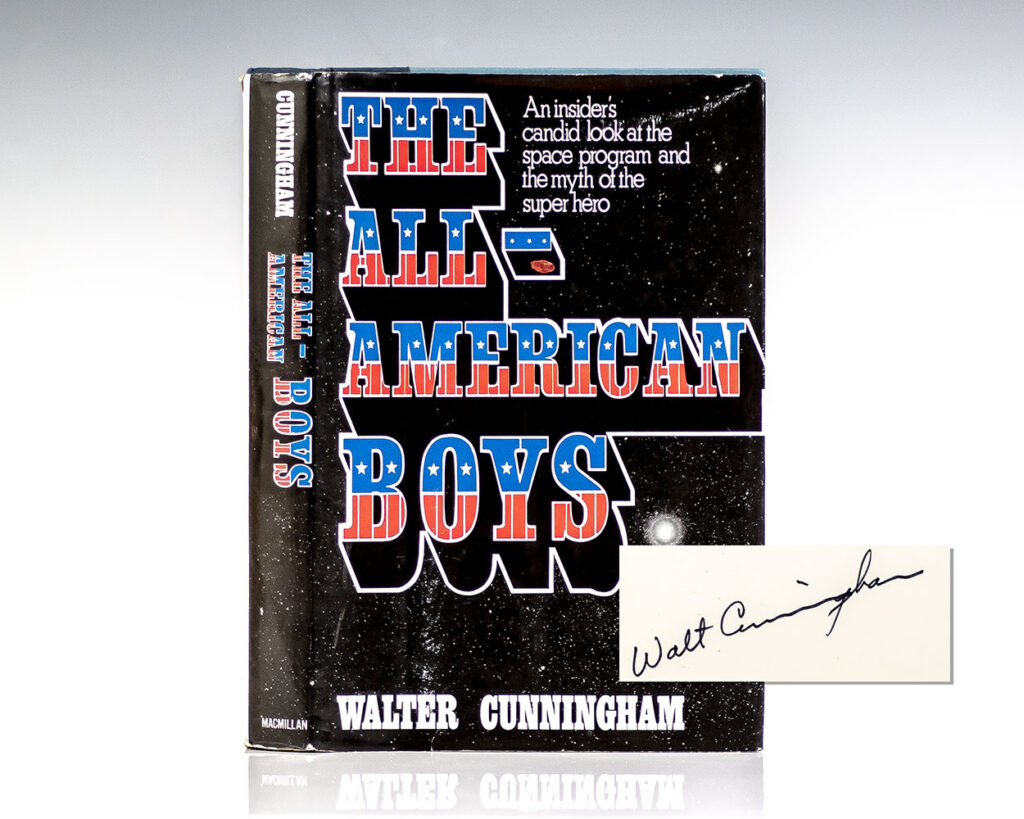 CUNNINGHAM
THE ALL-
AMERICAN
BOYS
MACMILLAN
THE
ALL-
AMERICAN
BOYS
An insider's
candid look at the
space program and
the myth of the
super hero
WALTER CUNNINGHAM
Walt Cunningham